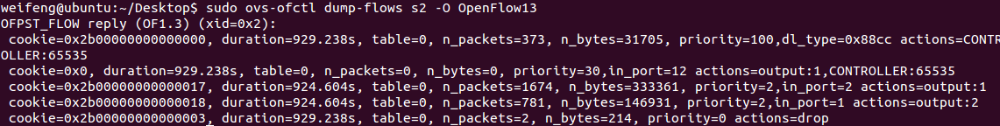 weifeng@ubuntu:~/Desktop$ sudo ovs-ofctl dump-flows s2 -O OpenFlow13
OFPST_FLOW reply (OF1.3) (xid=0x2):
 cookie=0x2b00000000000000, duration=929.238s, table=0, n_packets=373, n_bytes=31705, priority=100,dl_type=0x88cc actions=CONTR
OLLER:65535
 cookie=0x0, duration=929.238s, table=0, n_packets=0, n_bytes=0, priority=30,in_port=12 actions=output:1,CONTROLLER:65535
 cookie=0x2b00000000000017, duration=924.604s, table=0, n_packets=1674, n_bytes=333361, priority=2,in_port=2 actions=output:1
 cookie=0x2b00000000000018, duration=924.604s, table=0, n_packets=781, n_bytes=146931, priority=2,in_port=1 actions=output:2
 cookie=0x2b00000000000003, duration=929.238s, table=0, n_packets=2, n_bytes=214, priority=0 actions=drop